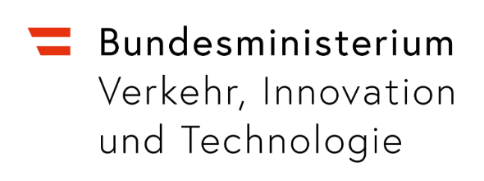 Bundesministerium
Verkehr, Innovation
und Technologie